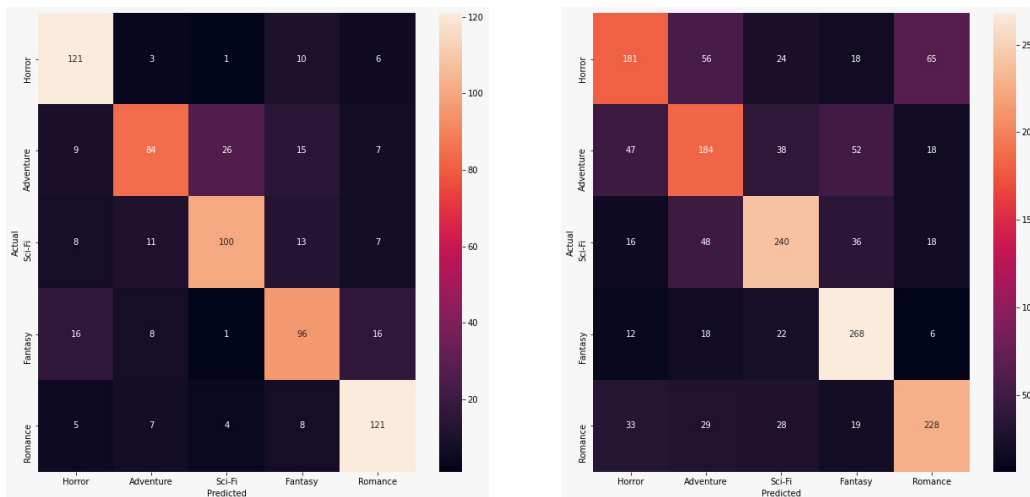 Horror 121 3 1 10 6
Adventure 9 84 26 15 7
Sci-Fi 8 11 100 13 7
Fantasy 16 8 1 96 16
Romance 5 7 4 8 121
Actual
Horror Adventure Sci-Fi Fantasy Romance
Predicted
120
100
80
60
40
20
Horror 181 56 24 18 65
Adventure 47 184 38 52 18
Sci-Fi 16 48 240 36 18
Fantasy 12 18 22 268 6
Romance 33 29 28 19 228
Actual
Horror Adventure Sci-Fi Fantasy Romance
Predicted